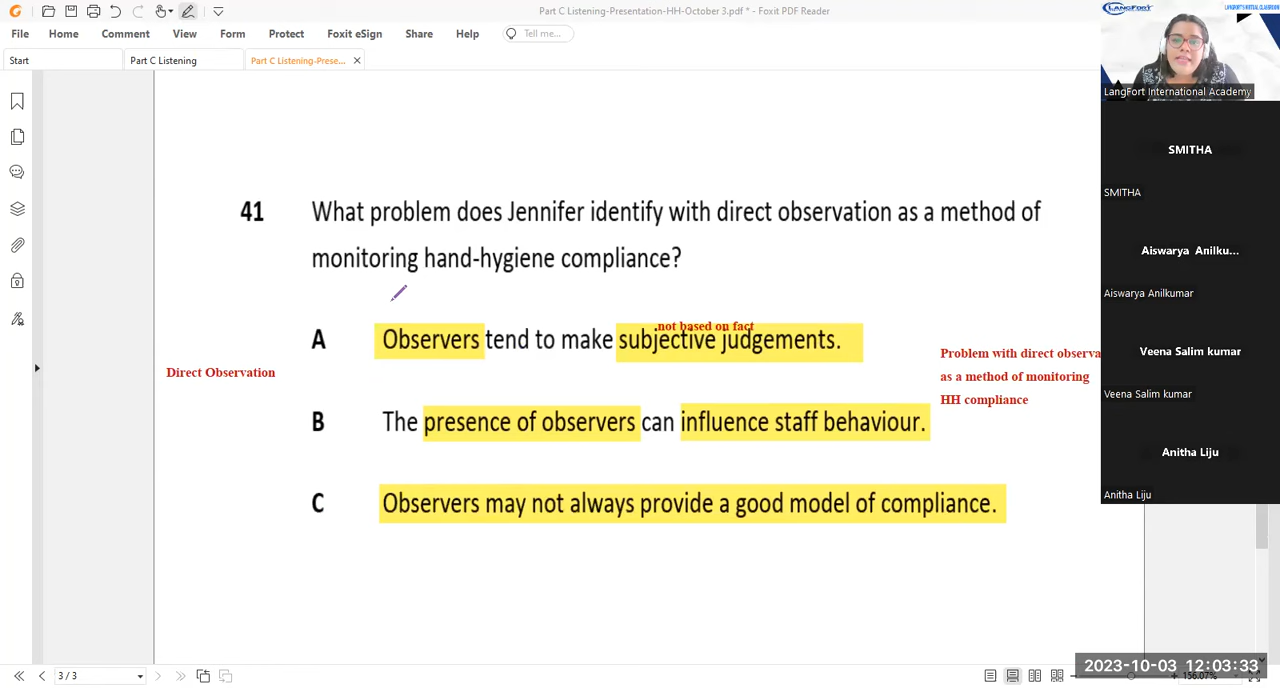 Part C Listening-Presentation-HH-October 3.pdf * - Foxit PDF Reader
File Home Comment View Form Protect Foxit eSign Share Help Tell me...
Start Part C Listening Part C Listening-Prese...
LANGFORT
LangFort International Academy
SMITHA
SMITHA
Aiswarya Anilku...
Aiswarya Anilkumar
Veena Salim kumar
Veena Salim kumar
Anitha Liju
Anitha Liju
41 What problem does Jennifer identify with direct observation as a method of
monitoring hand-hygiene compliance?
not based on fact
A Observers tend to make subjective judgements.
Direct Observation
Problem with direct observa
as a method of monitoring
HH compliance
B The presence of observers can influence staff behaviour.
C Observers may not always provide a good model of compliance.
3 / 3
156.07%
2023-10-03 12:03:33